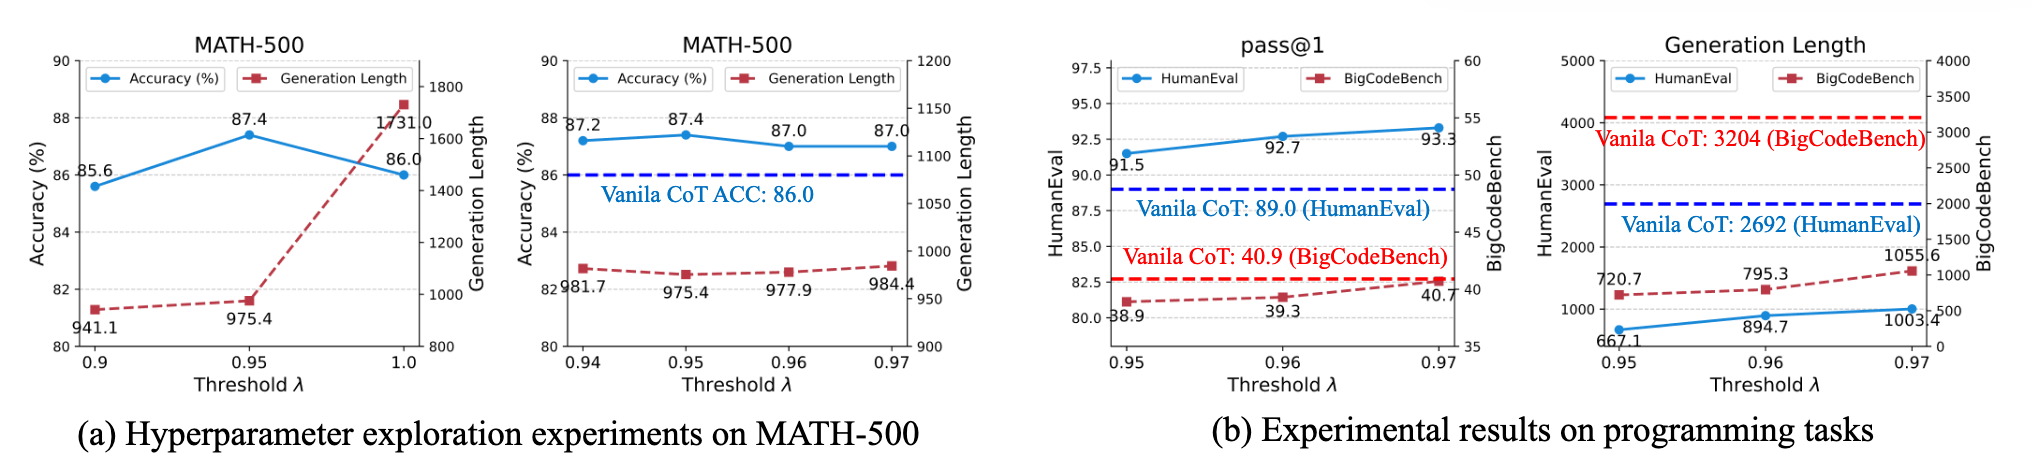 MATH-500
Accuracy (%)
Generation Length
90
88
86
84
82
80
Accuracy (%)
85.6
87.4
86.0
941.1
975.4
1731.0
1800
1600
1400
1200
1000
800
Generation Length
0.9
0.95
1.0
Threshold λ
MATH-500
Accuracy (%)
Generation Length
90
88
86
84
82
80
Accuracy (%)
87.2
87.4
87.0
87.0
Vanila CoT ACC: 86.0
981.7
975.4
977.9
984.4
1200
1150
1100
1050
1000
950
900
Generation Length
0.94
0.95
0.96
0.97
Threshold λ
(a) Hyperparameter exploration experiments on MATH-500
pass@1
HumanEval
BigCodeBench
97.5
95.0
92.5
90.0
87.5
85.0
82.5
80.0
HumanEval
91.5
92.7
93.3
Vanila CoT: 89.0 (HumanEval)
Vanila CoT: 40.9 (BigCodeBench)
38.9
39.3
40.7
60
55
50
45
40
35
BigCodeBench
0.95
0.96
0.97
Threshold λ
Generation Length
HumanEval
BigCodeBench
5000
4000
3000
2000
1000
HumanEval
Vanila CoT: 3204 (BigCodeBench)
Vanila CoT: 2692 (HumanEval)
720.7
795.3
1055.6
667.1
894.7
1003.4
4000
3500
3000
2500
2000
1500
1000
500
0
BigCodeBench
0.95
0.96
0.97
Threshold λ
(b) Experimental results on programming tasks